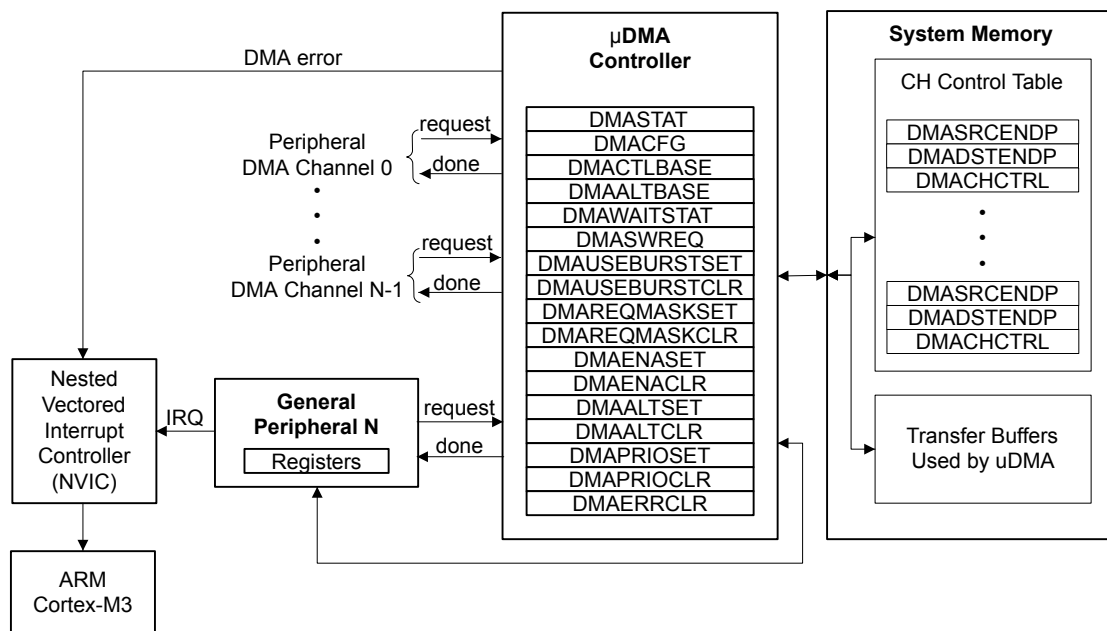 DMA error
Peripheral
DMA Channel 0
request
done
•
•
•
Peripheral
DMA Channel N-1
request
done
Nested
Vectored
Interrupt
Controller
(NVIC)
IRQ
General
Peripheral N
Registers
request
done
ARM
Cortex-M3
µDMA
Controller
DMASTAT
DMACFG
DMACTLBASE
DMAALTBASE
DMAWAITSTAT
DMASWREQ
DMAUSEBURSTSET
DMAUSEBURSTCLR
DMAREQMASKSET
DMAREQMASKCLR
DMAENASET
DMAENACLR
DMAALTSET
DMAALTCLR
DMAPRIOSET
DMAPRIOCLR
DMAERRCLR
System Memory
CH Control Table
DMASRCENDP
DMADSTENDP
DMACHCTRL
•
•
•
DMASRCENDP
DMADSTENDP
DMACHCTRL
Transfer Buffers
Used by uDMA